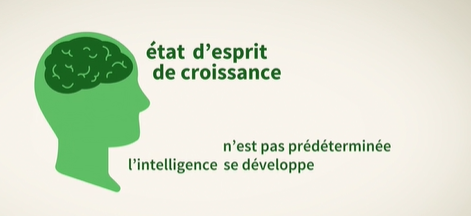 état d'esprit
de croissance
n'est pas prédéterminée
l'intelligence se développe